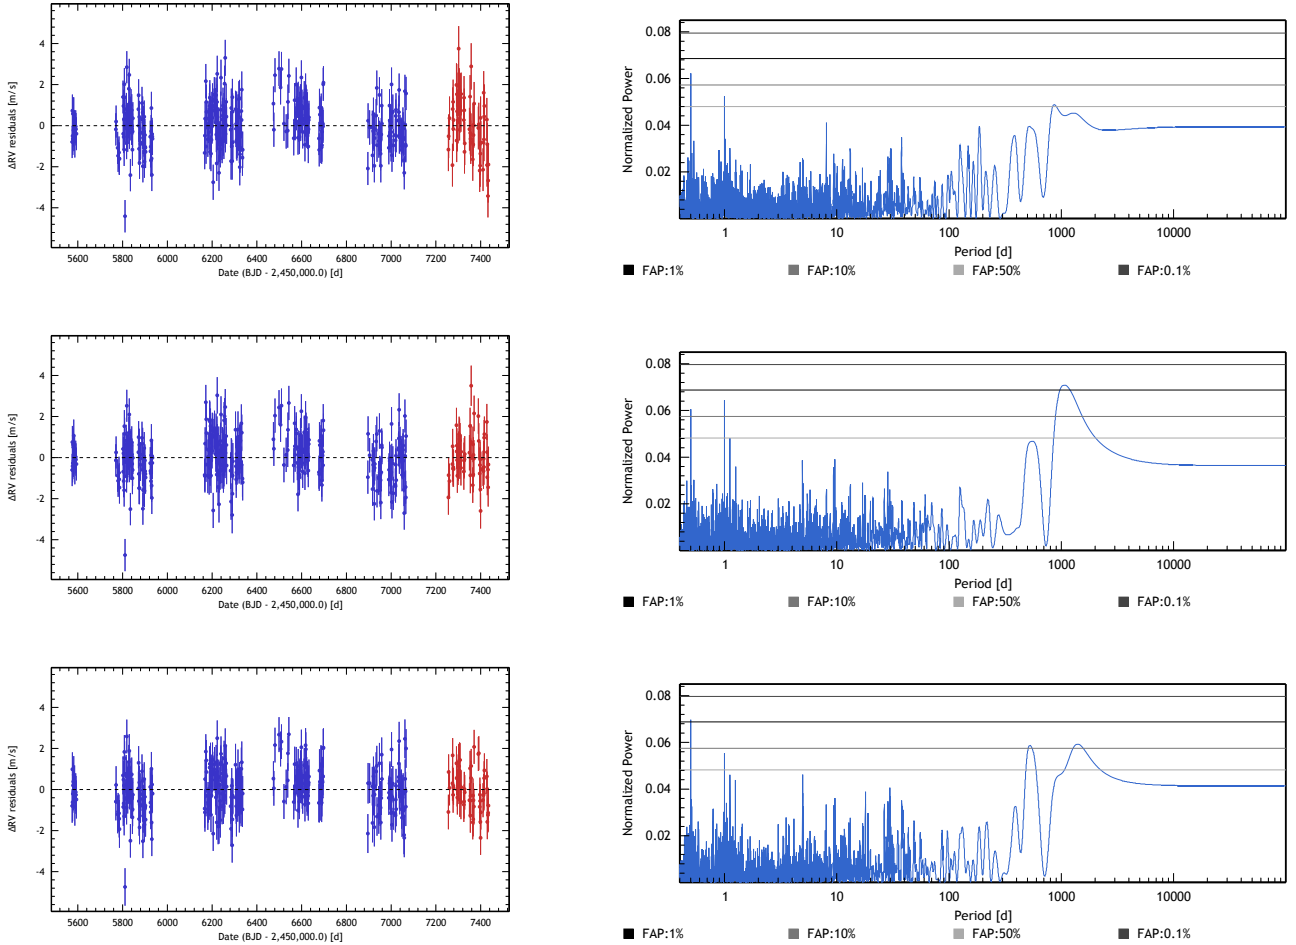 ΔRV residuals [m/s]
4
2
0
-2
-4
5600 5800 6000 6200 6400 6600 6800 7000 7200 7400
Date (BJD - 2,450,000.0) [d]
Normalized Power
0.08
0.06
0.04
0.02
1 10 100 1000 10000
Period [d]
FAP:1% FAP:10% FAP:50% FAP:0.1%
ΔRV residuals [m/s]
4
2
0
-2
-4
5600 5800 6000 6200 6400 6600 6800 7000 7200 7400
Date (BJD - 2,450,000.0) [d]
Normalized Power
0.08
0.06
0.04
0.02
1 10 100 1000 10000
Period [d]
FAP:1% FAP:10% FAP:50% FAP:0.1%
ΔRV residuals [m/s]
4
2
0
-2
-4
5600 5800 6000 6200 6400 6600 6800 7000 7200 7400
Date (BJD - 2,450,000.0) [d]
Normalized Power
0.08
0.06
0.04
0.02
1 10 100 1000 10000
Period [d]
FAP:1% FAP:10% FAP:50% FAP:0.1%